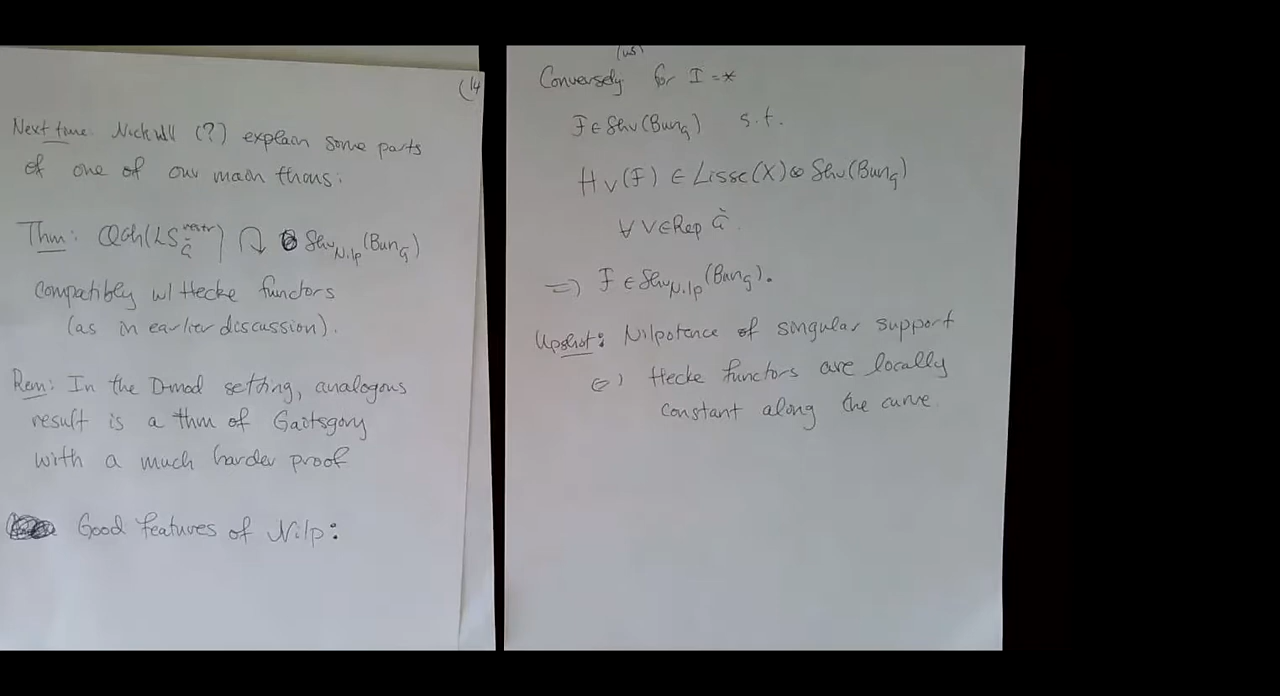 (14
Next time: Nick will (?) explain some parts
of one of our main thms:
Thm: QCoh(LS_Ǧ^restr) ↷ Shv_Nilp(Bun_G)
compatibly w/ Hecke functors
(as in earlier discussion).
Rem: In the D-mod setting, analogous
result is a thm of Gaitsgory
with a much harder proof
Good features of Nilp:
(us)
Conversely for I=*
F ∈ Shv(Bun_G) s.t.
H_V(F) ∈ Lisse(X) ⊗ Shv(Bun_G)
∀ V ∈ Rep Ǧ.
⇒ F ∈ Shv_Nilp(Bun_G).
Upshot: Nilpotence of singular support
⇔ Hecke functors are locally
constant along the curve.